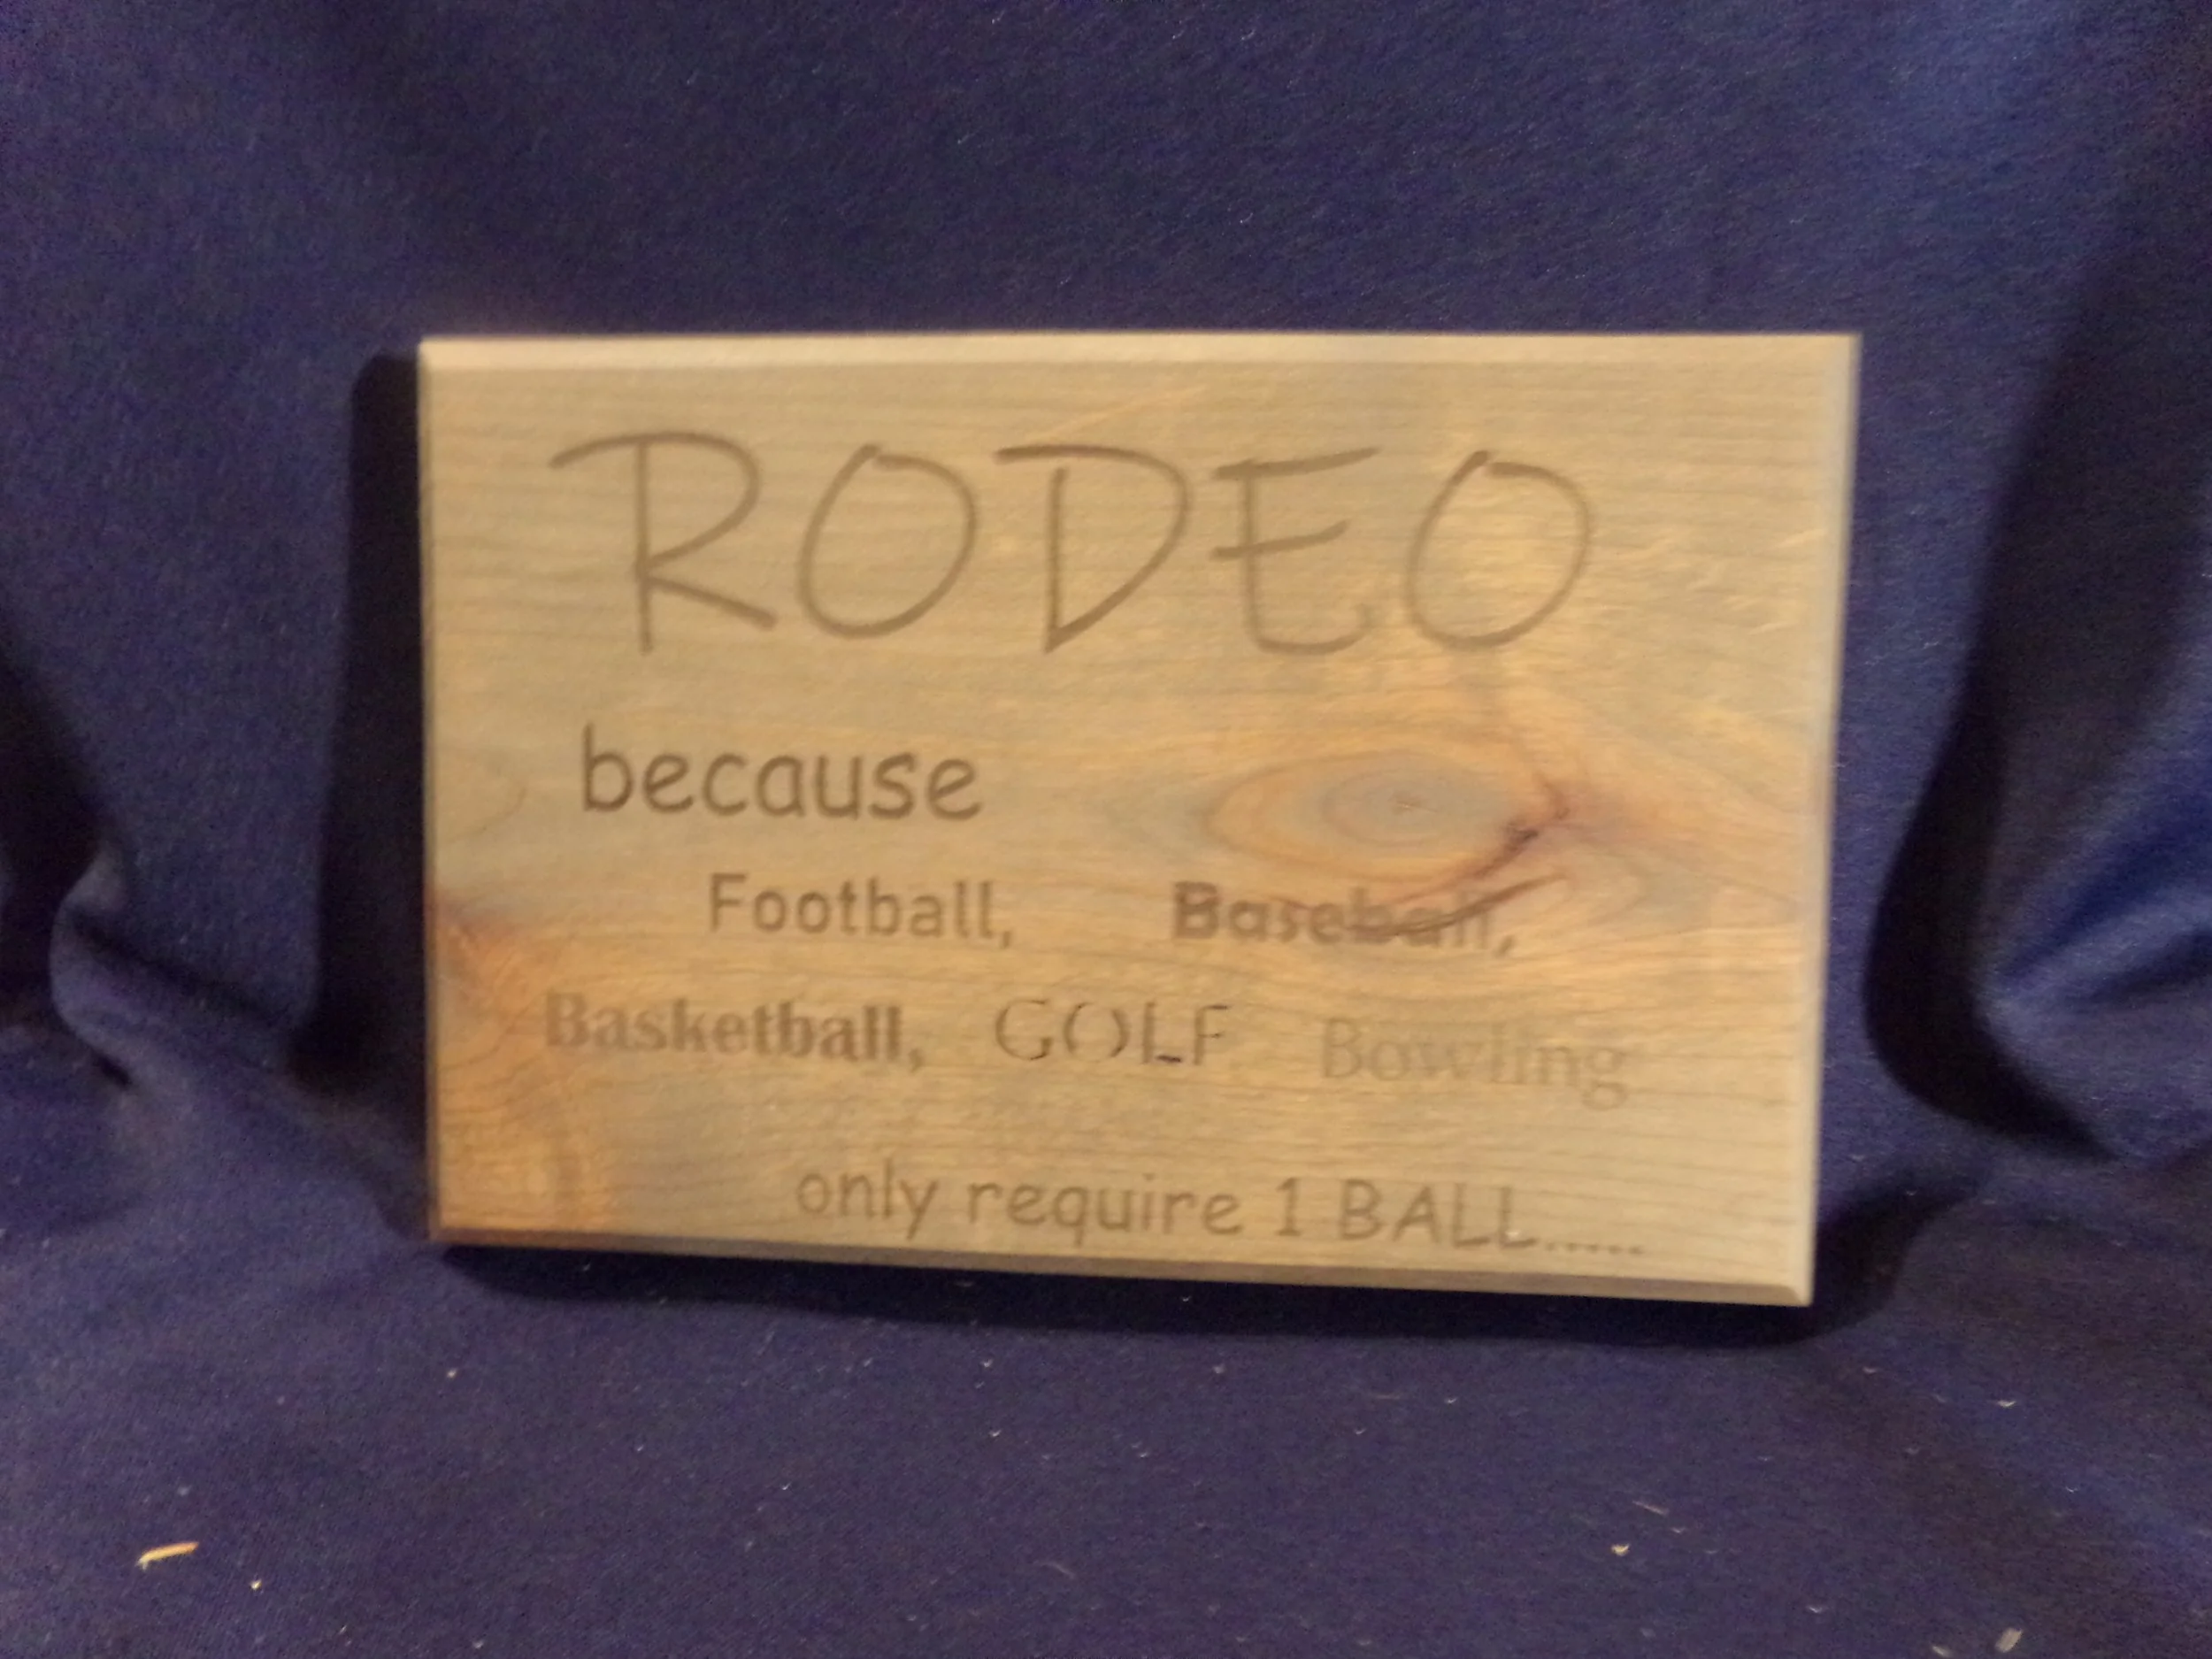 RODEO
because
Football, Baseball,
Basketball, GOLF Bowling
only require 1 BALL.....